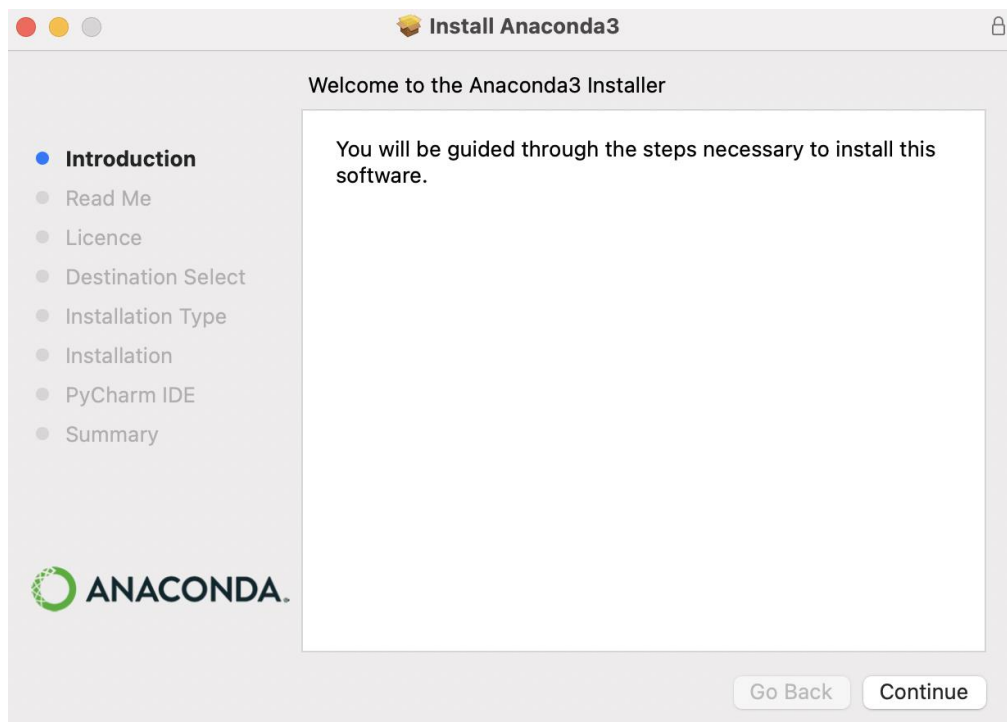 Install Anaconda3
Welcome to the Anaconda3 Installer
You will be guided through the steps necessary to install this
software.
Introduction
Read Me
Licence
Destination Select
Installation Type
Installation
PyCharm IDE
Summary
ANACONDA.
Go Back
Continue